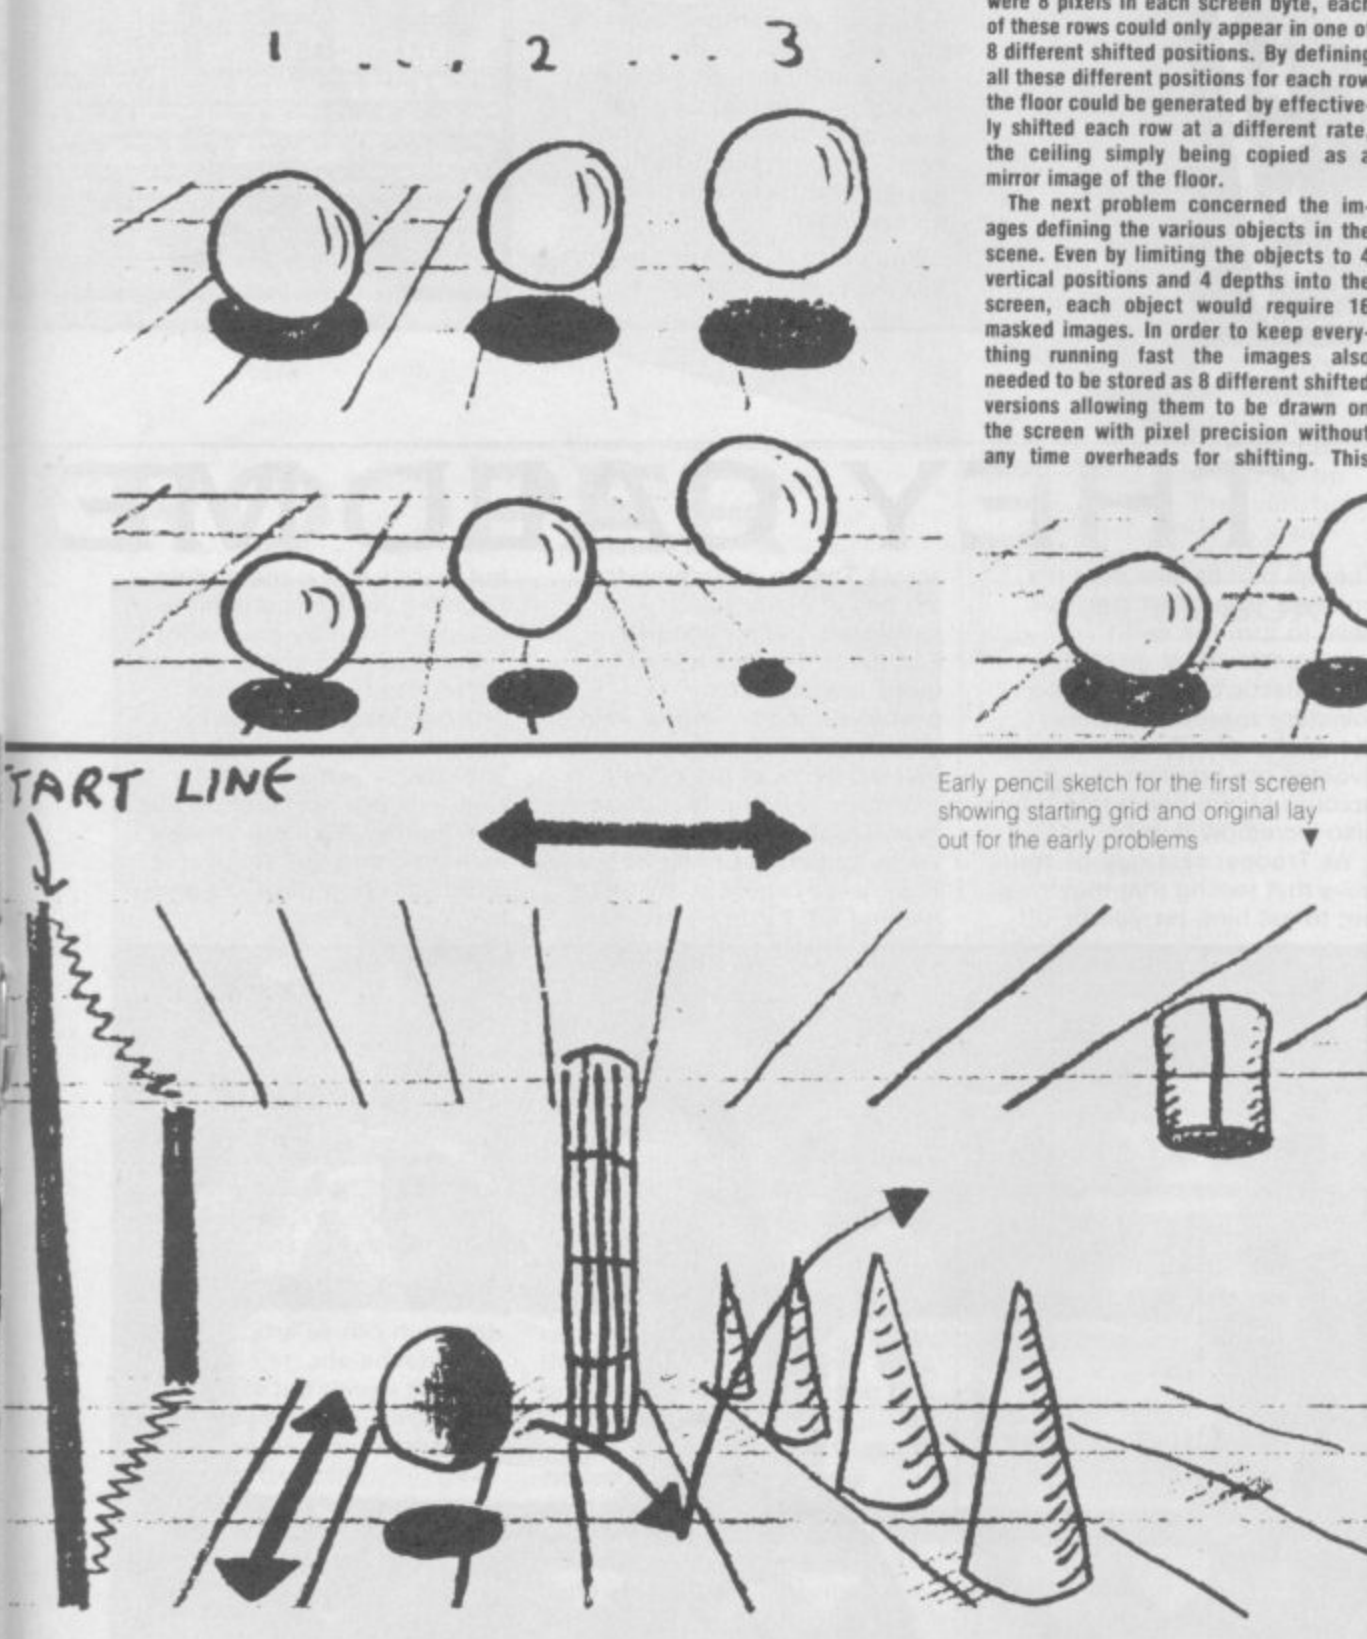 1 . . . . 2 . . . . 3 .
were 8 pixels in each screen byte, each
of these rows could only appear in one of
8 different shifted positions. By defining
all these different positions for each row
the floor could be generated by effective-
ly shifted each row at a different rate,
the ceiling simply being copied as a
mirror image of the floor.
The next problem concerned the im-
ages defining the various objects in the
scene. Even by limiting the objects to 4
vertical positions and 4 depths into the
screen, each object would require 16
masked images. In order to keep every-
thing running fast the images also
needed to be stored as 8 different shifted
versions allowing them to be drawn on
the screen with pixel precision without
any time overheads for shifting. This
TART LINE
Early pencil sketch for the first screen
showing starting grid and original lay
out for the early problems ▼